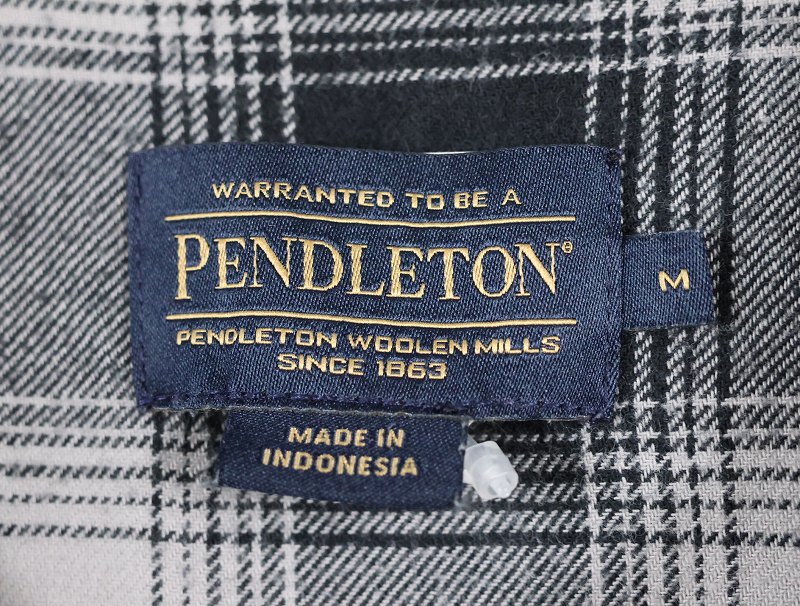 WARRANTED TO BE A
PENDLETON®
M
PENDLETON WOOLEN MILLS
SINCE 1863
MADE IN
INDONESIA